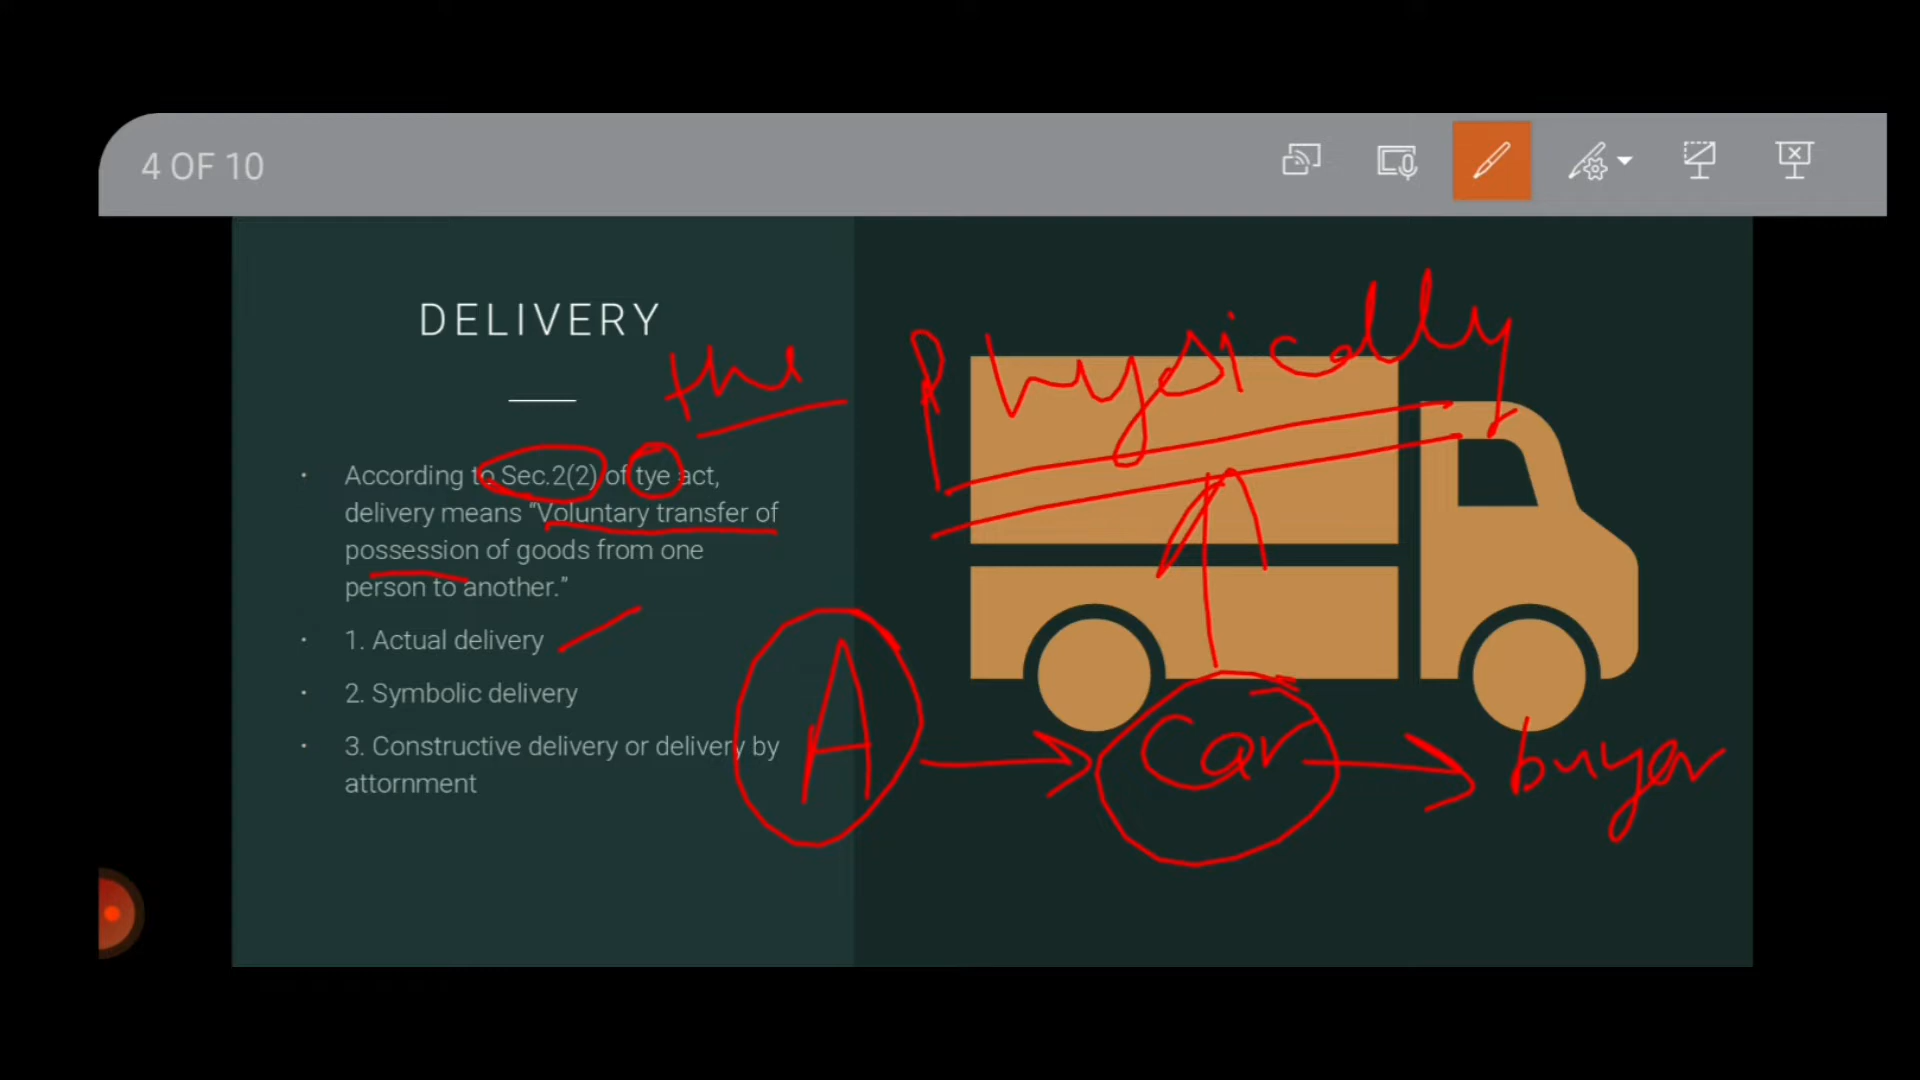 4 OF 10
DELIVERY
the
Physically
• According to Sec.2(2) of tye act,
delivery means “Voluntary transfer of
possession of goods from one
person to another.”
• 1. Actual delivery
• 2. Symbolic delivery
• 3. Constructive delivery or delivery by
attornment
A
Car
buyer